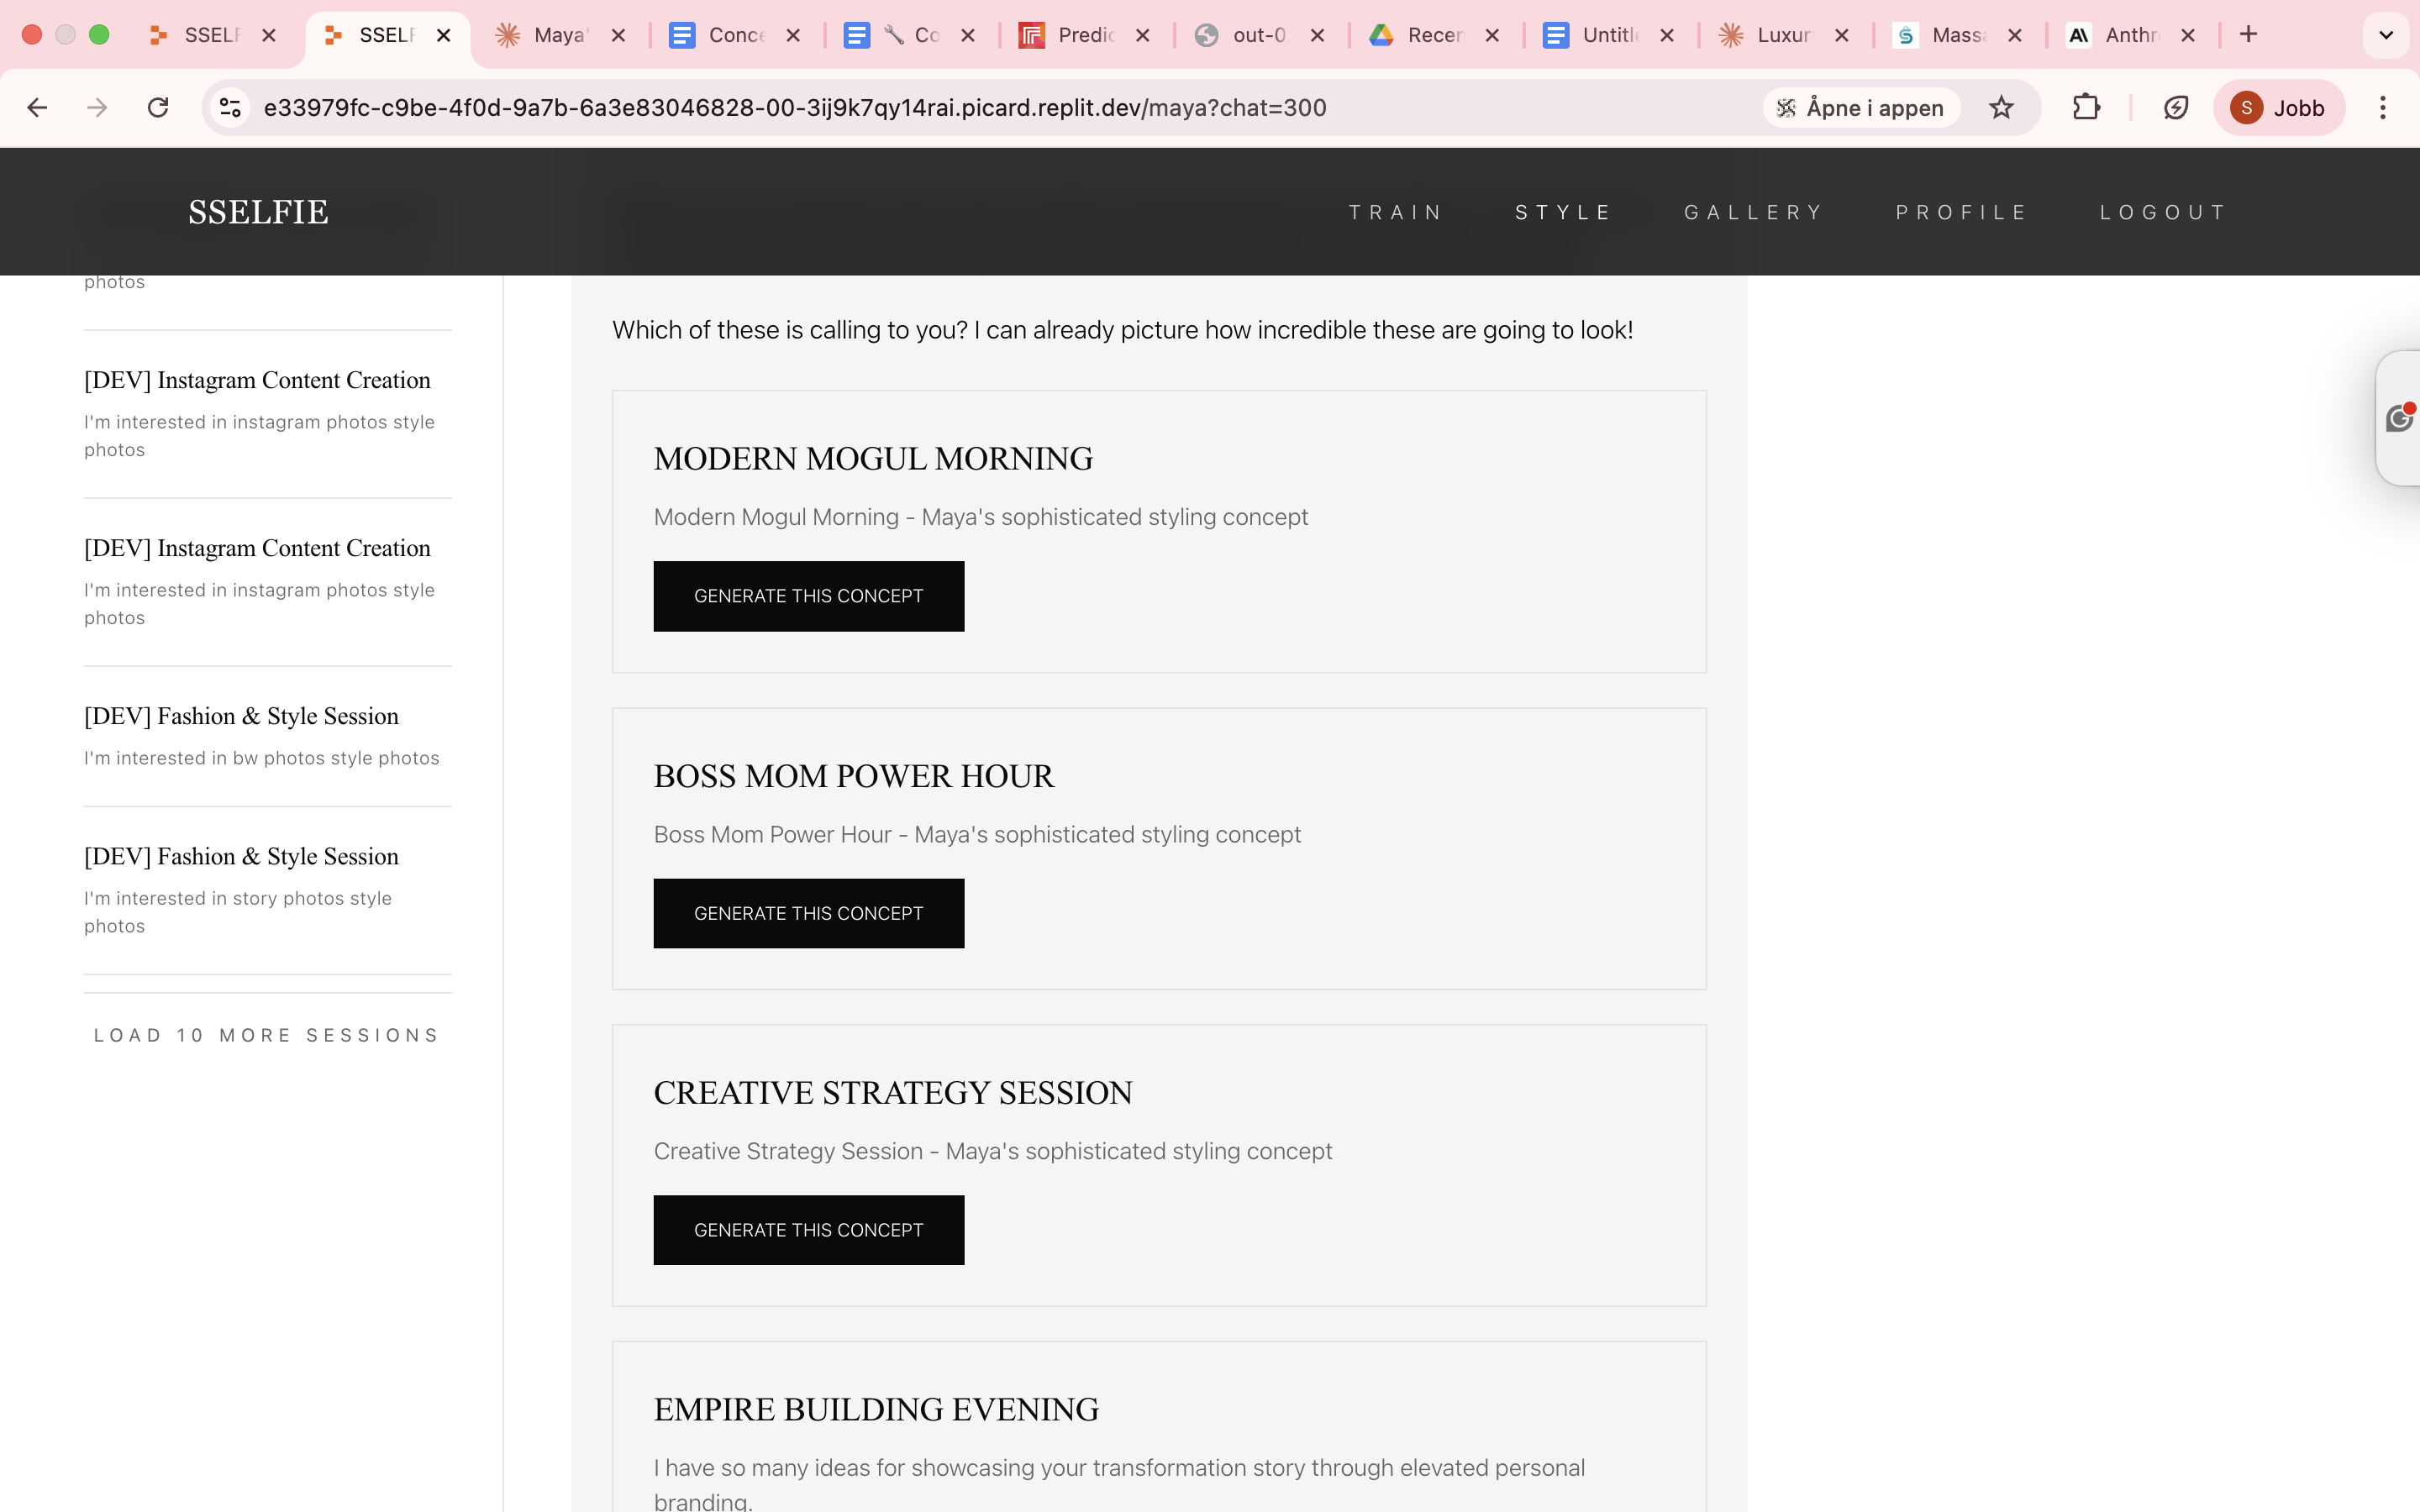 SSELF
SSELF
Maya'
Conce
Co
Predic
out-0
Recen
Untitle
Luxur
Massa
Anthr
e33979fc-c9be-4f0d-9a7b-6a3e83046828-00-3ij9k7qy14rai.picard.replit.dev/maya?chat=300
Åpne i appen
S
Jobb
SSELFIE
TRAIN
STYLE
GALLERY
PROFILE
LOGOUT
photos
[DEV] Instagram Content Creation
I'm interested in instagram photos style
photos
[DEV] Instagram Content Creation
I'm interested in instagram photos style
photos
[DEV] Fashion & Style Session
I'm interested in bw photos style photos
[DEV] Fashion & Style Session
I'm interested in story photos style
photos
LOAD 10 MORE SESSIONS
Which of these is calling to you? I can already picture how incredible these are going to look!
MODERN MOGUL MORNING
Modern Mogul Morning - Maya's sophisticated styling concept
GENERATE THIS CONCEPT
BOSS MOM POWER HOUR
Boss Mom Power Hour - Maya's sophisticated styling concept
GENERATE THIS CONCEPT
CREATIVE STRATEGY SESSION
Creative Strategy Session - Maya's sophisticated styling concept
GENERATE THIS CONCEPT
EMPIRE BUILDING EVENING
I have so many ideas for showcasing your transformation story through elevated personal
branding.